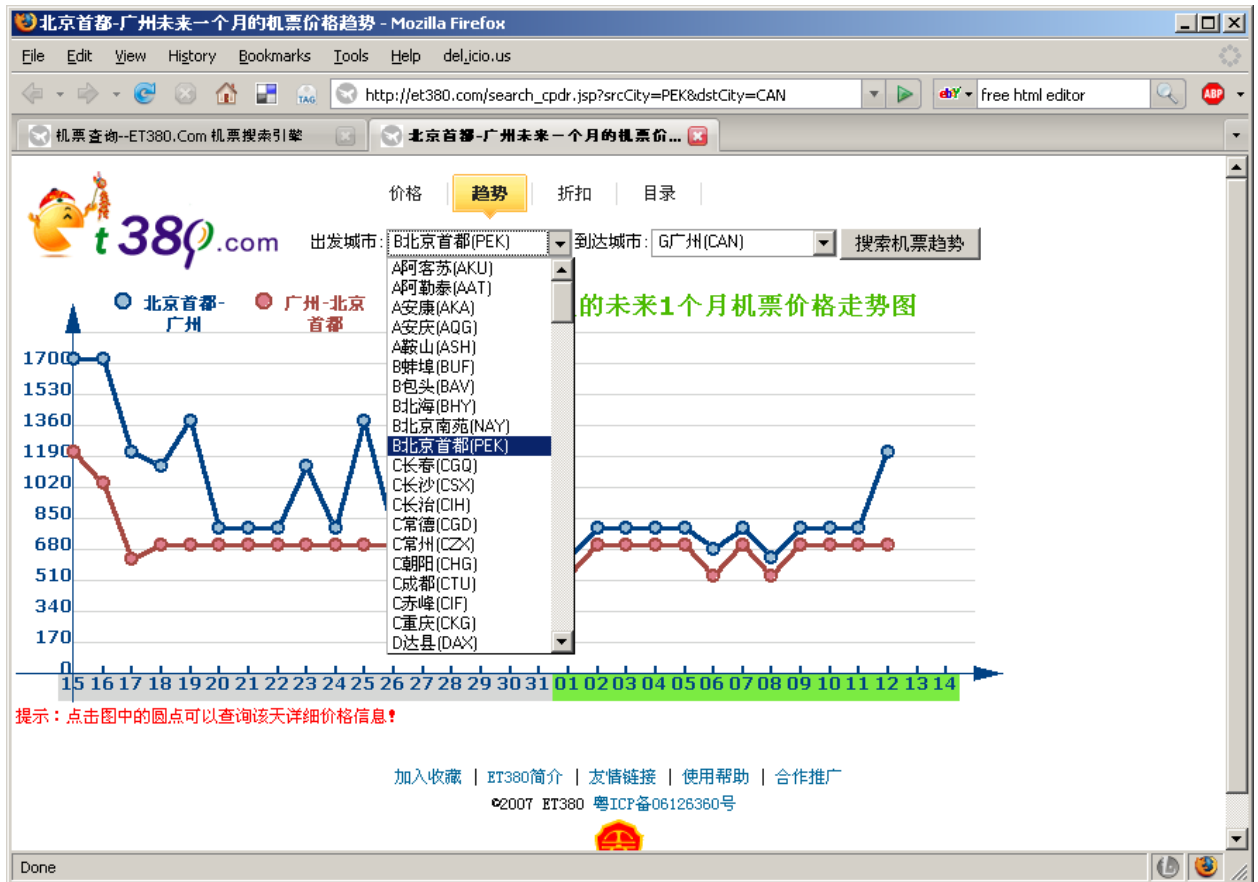 北京首都-广州未来一个月的机票价格趋势 - Mozilla Firefox
File Edit View History Bookmarks Tools Help del.icio.us
TAG http://et380.com/search_cpdr.jsp?srcCity=PEK&dstCity=CAN ebY free html editor ABP
机票查询--ET380.Com 机票搜索引擎 北京首都-广州未来一个月的机票价...
价格 趋势 折扣 目录
t380.com 出发城市: B北京首都(PEK) 到达城市: G广州(CAN) 搜索机票趋势
A阿客苏(AKU)
A阿勒泰(AAT)
A安康(AKA)
A安庆(AQG)
A鞍山(ASH)
B蚌埠(BUF)
B包头(BAV)
B北海(BHY)
B北京南苑(NAY)
B北京首都(PEK)
C长春(CGQ)
C长沙(CSX)
C长治(CIH)
C常德(CGD)
C常州(CZX)
C朝阳(CHG)
C成都(CTU)
C赤峰(CIF)
C重庆(CKG)
D达县(DAX)
北京首都-
广州
广州-北京
首都
的未来1个月机票价格走势图
1700
1530
1360
1190
1020
850
680
510
340
170
0
15 16 17 18 19 20 21 22 23 24 25 26 27 28 29 30 31 01 02 03 04 05 06 07 08 09 10 11 12 13 14
提示：点击图中的圆点可以查询该天详细价格信息！
加入收藏 | ET380简介 | 友情链接 | 使用帮助 | 合作推广
©2007 ET380 粤ICP备06126360号
Done